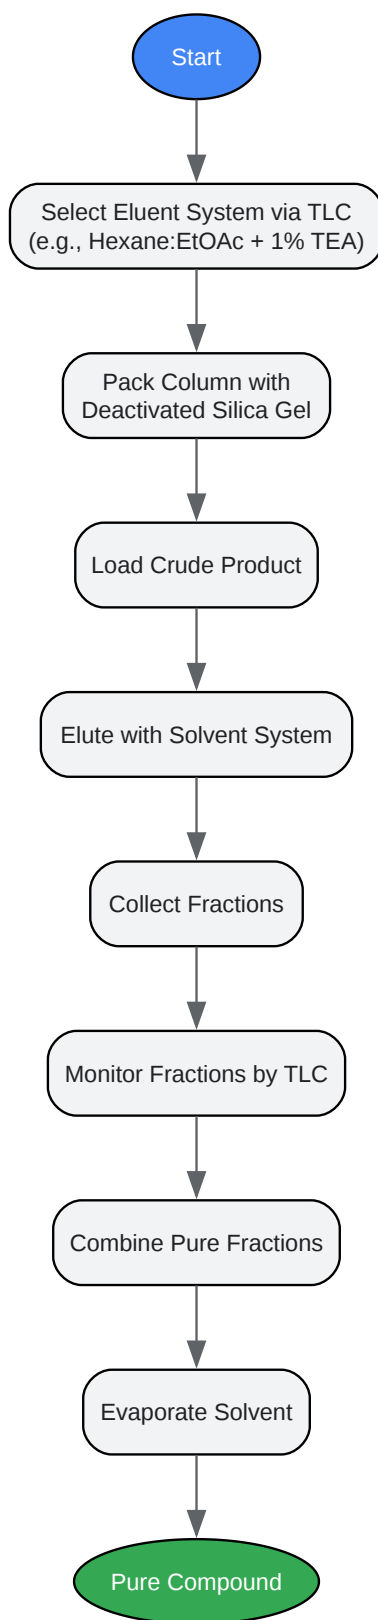 Start
Select Eluent System via TLC
(e.g., Hexane:EtOAc + 1% TEA)
Pack Column with
Deactivated Silica Gel
Load Crude Product
Elute with Solvent System
Collect Fractions
Monitor Fractions by TLC
Combine Pure Fractions
Evaporate Solvent
Pure Compound